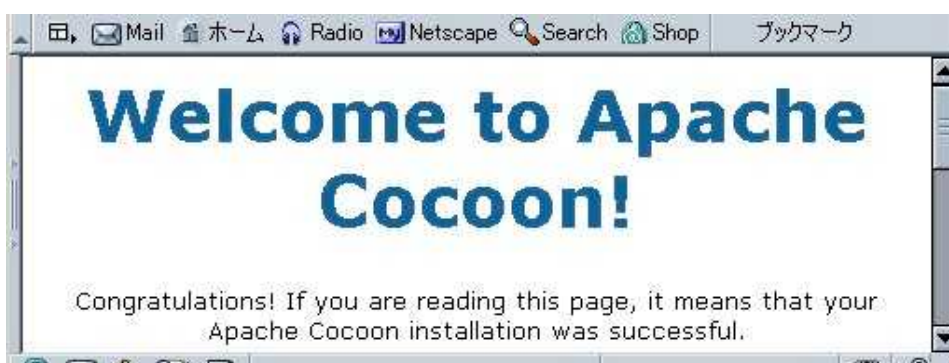 Mail ホーム Radio My Netscape Search Shop ブックマーク
Welcome to Apache
Cocoon!
Congratulations! If you are reading this page, it means that your
Apache Cocoon installation was successful.